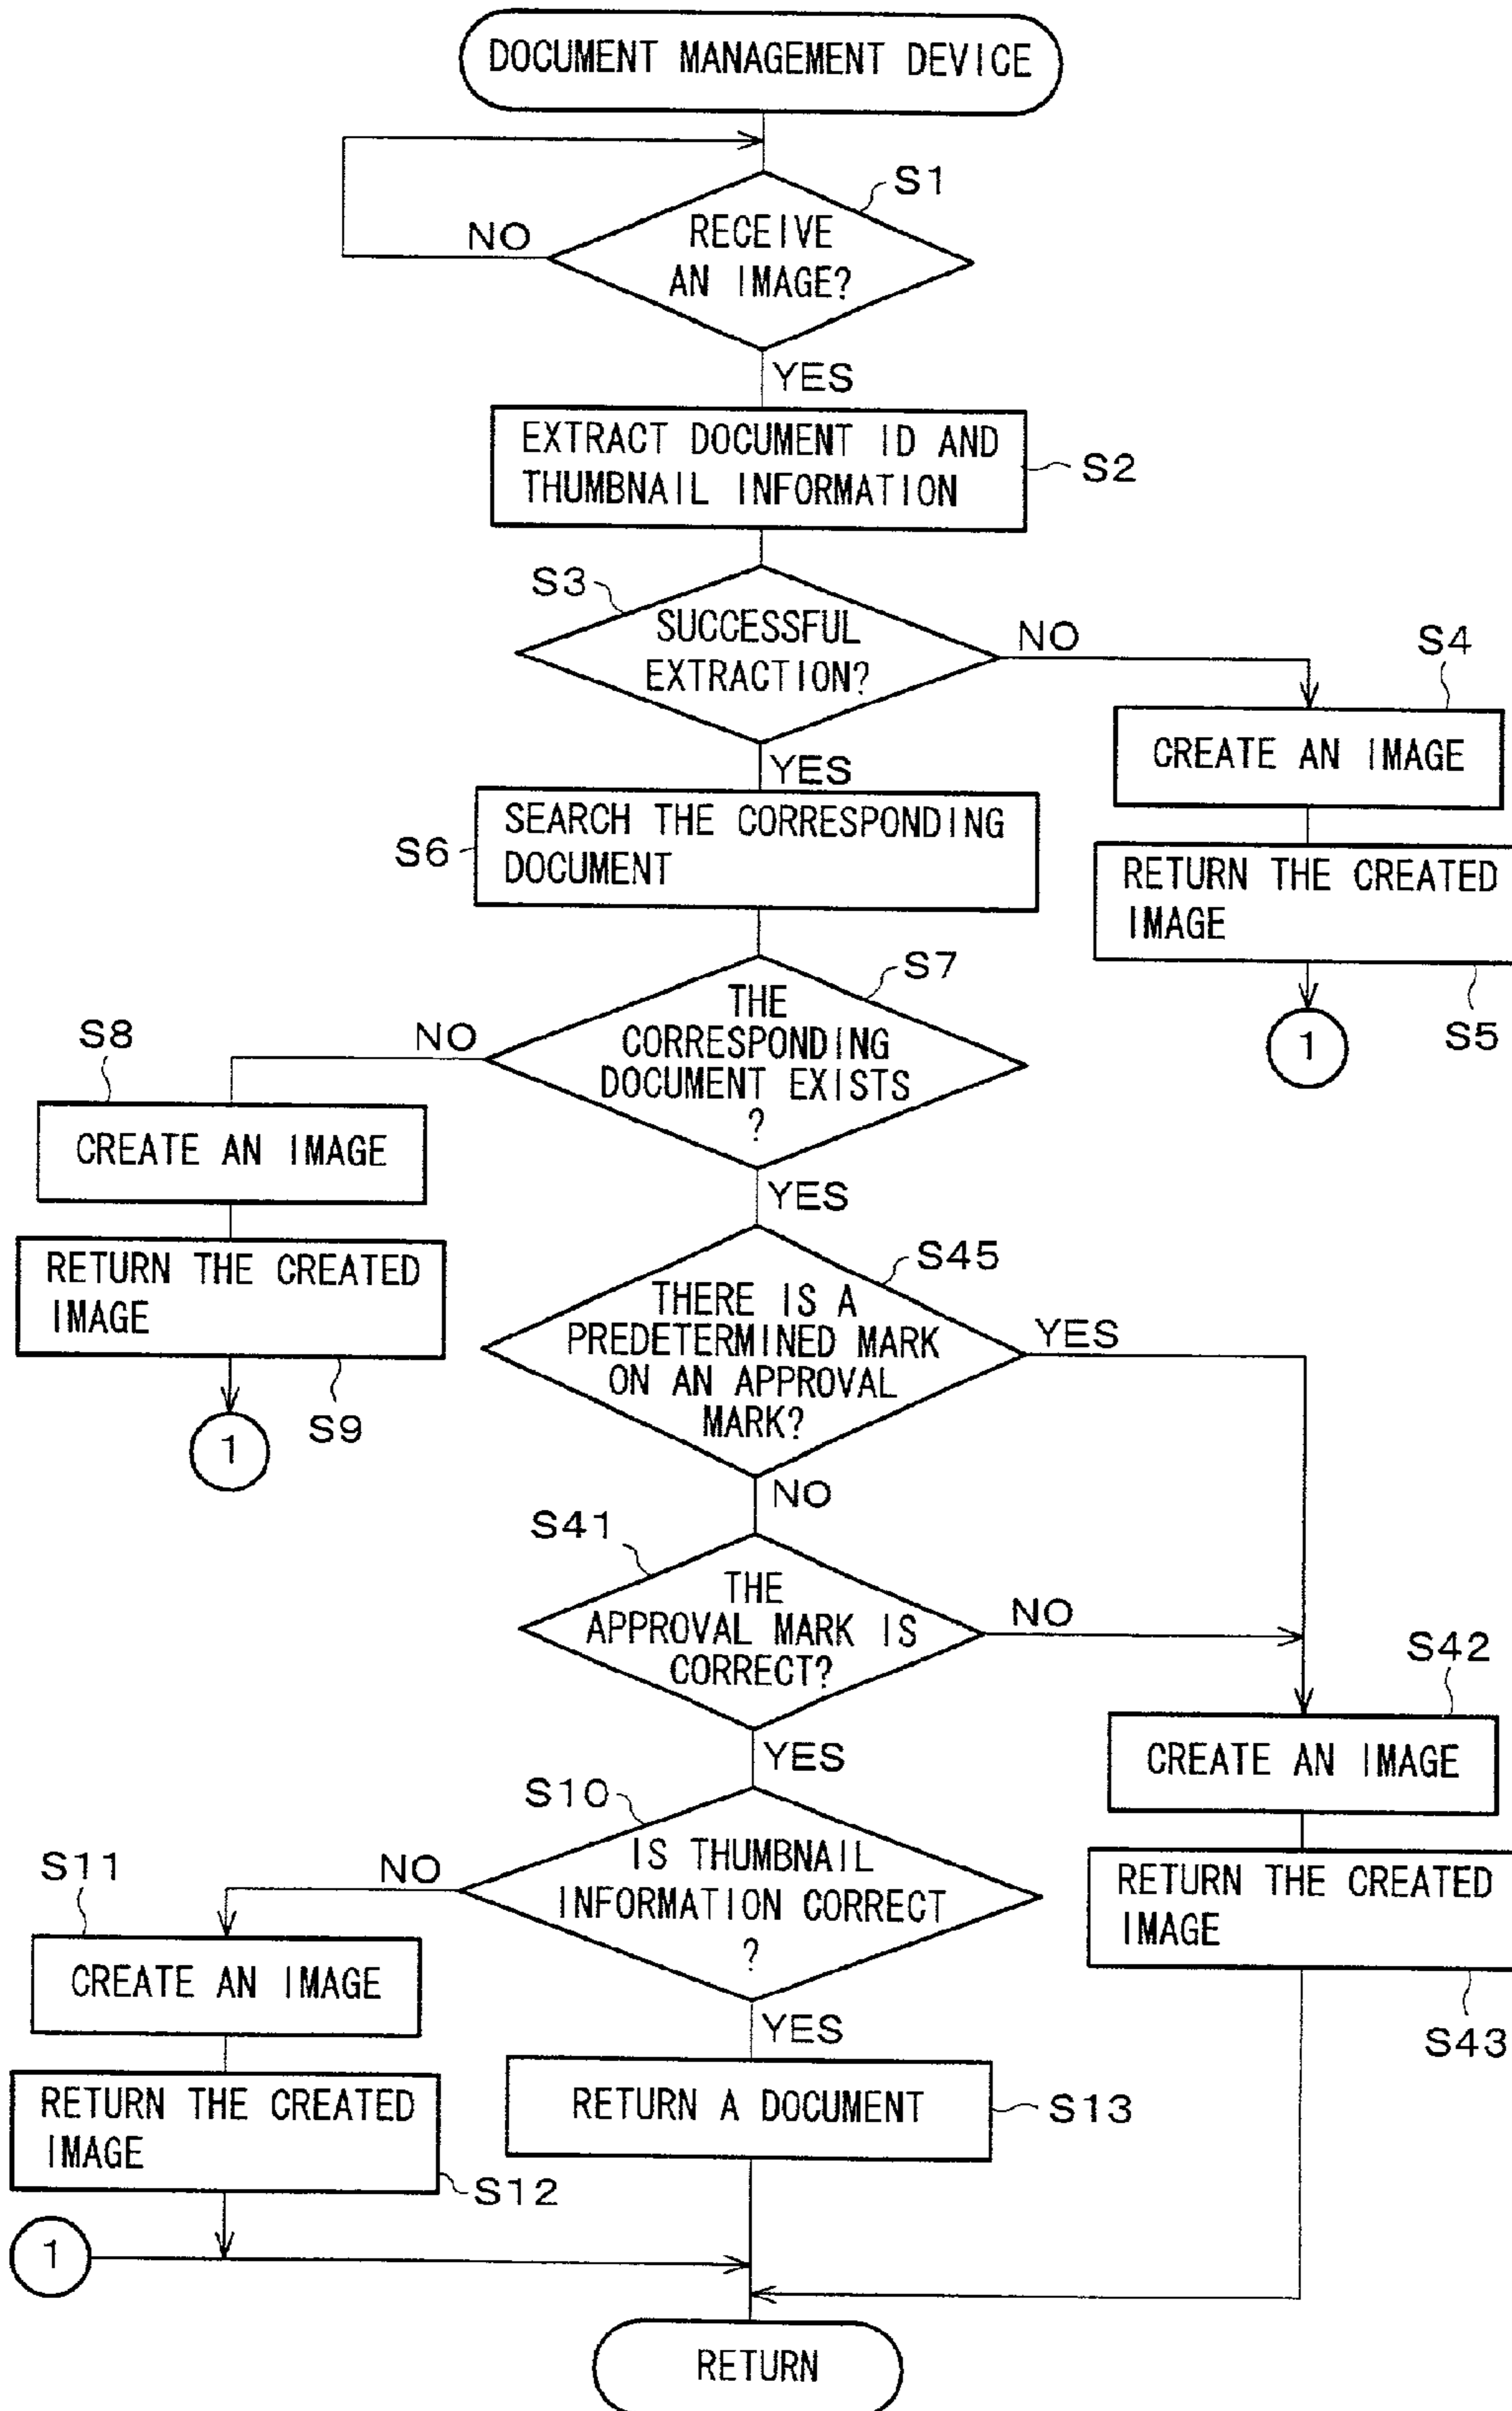 DOCUMENT MANAGEMENT DEVICE
S1
RECEIVE
AN IMAGE?
NO
YES
EXTRACT DOCUMENT ID AND
THUMBNAIL INFORMATION
S2
S3
SUCCESSFUL
EXTRACTION?
NO
YES
S4
CREATE AN IMAGE
RETURN THE CREATED
IMAGE
S5
1
S6
SEARCH THE CORRESPONDING
DOCUMENT
S7
THE
CORRESPONDING
DOCUMENT EXISTS
?
NO
YES
S8
CREATE AN IMAGE
RETURN THE CREATED
IMAGE
S9
1
S45
THERE IS A
PREDETERMINED MARK
ON AN APPROVAL
MARK?
YES
NO
S41
THE
APPROVAL MARK IS
CORRECT?
NO
YES
S42
CREATE AN IMAGE
RETURN THE CREATED
IMAGE
S43
S10
IS THUMBNAIL
INFORMATION CORRECT
?
NO
YES
S11
CREATE AN IMAGE
RETURN THE CREATED
IMAGE
S12
RETURN A DOCUMENT
S13
1
RETURN